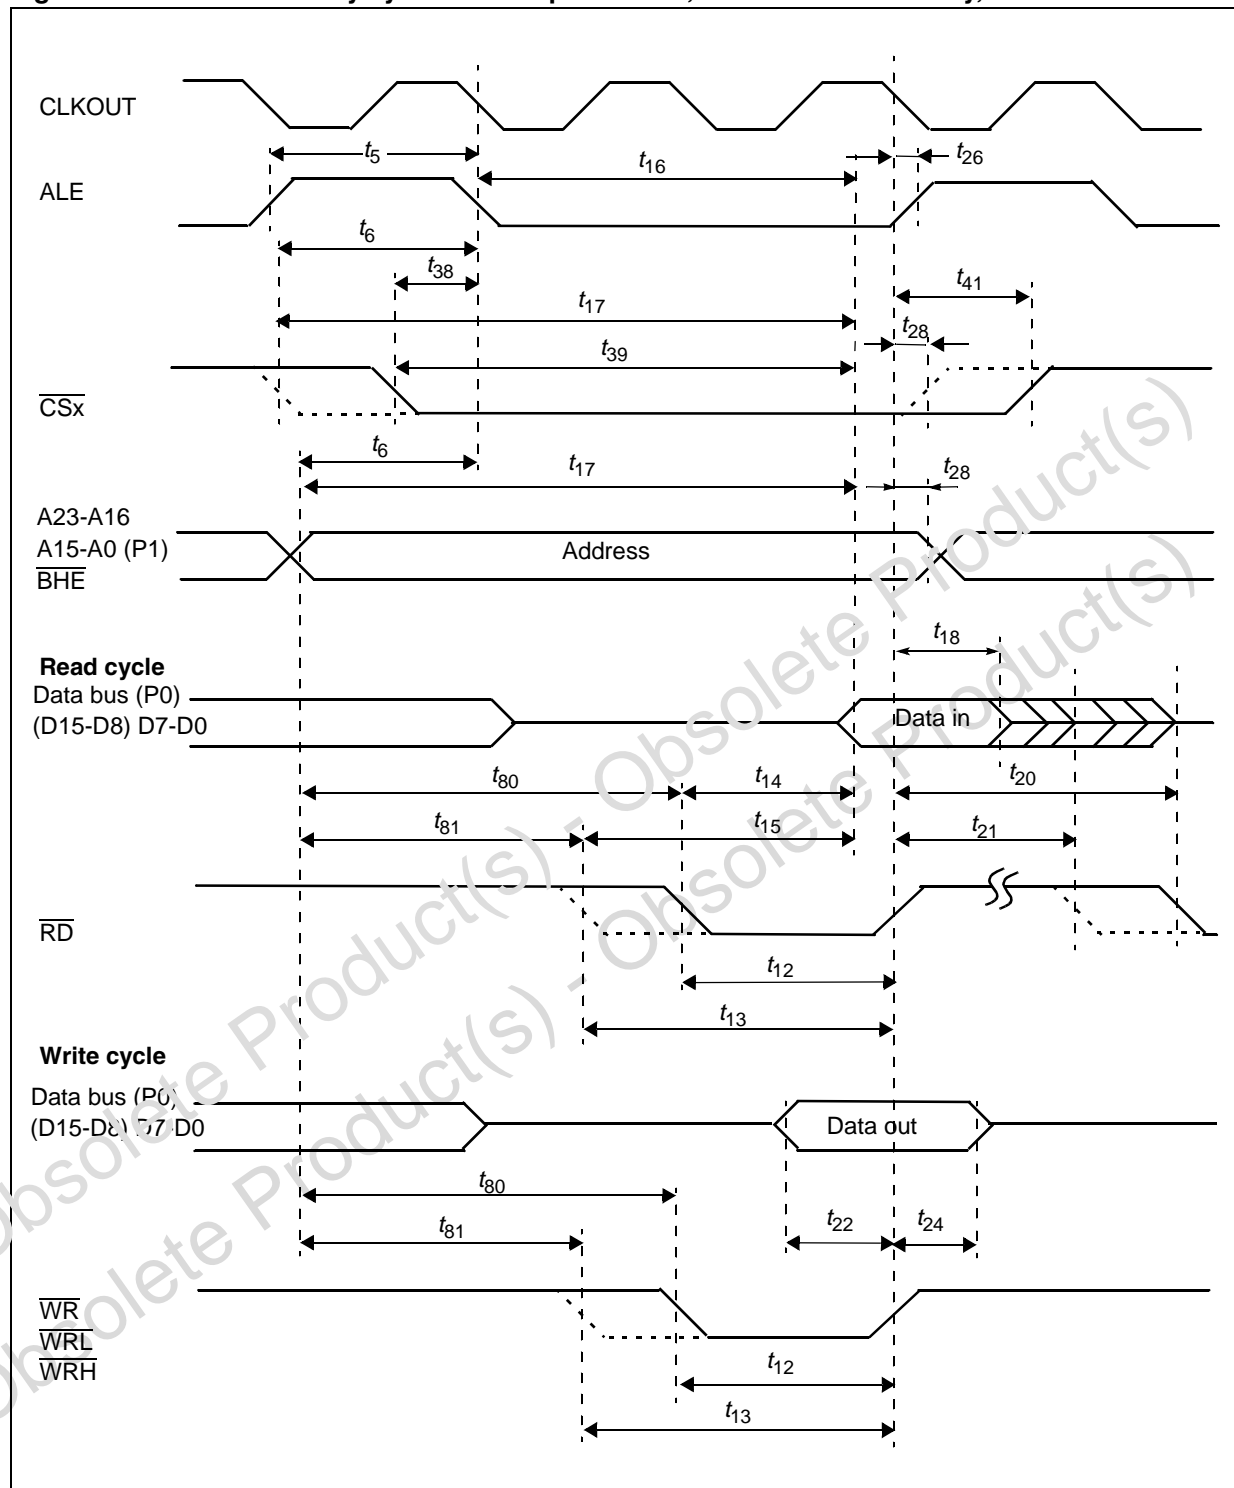 CLKOUT
t5
t16
t26
ALE
t6
t38
t41
t17
t28
t39
CSx
t6
t17
t28
A23-A16
A15-A0 (P1)
Address
BHE
t18
Read cycle
Data bus (P0)
(D15-D8) D7-D0
Data in
t80
t14
t20
t81
t15
t21
RD
t12
t13
Write cycle
Data bus (P0)
(D15-D8) D7-D0
Data out
t80
t22
t24
t81
WR
WRL
WRH
t12
t13
Obsolete Product(s) - Obsolete Product(s)
Obsolete Product(s) - Obsolete Product(s)